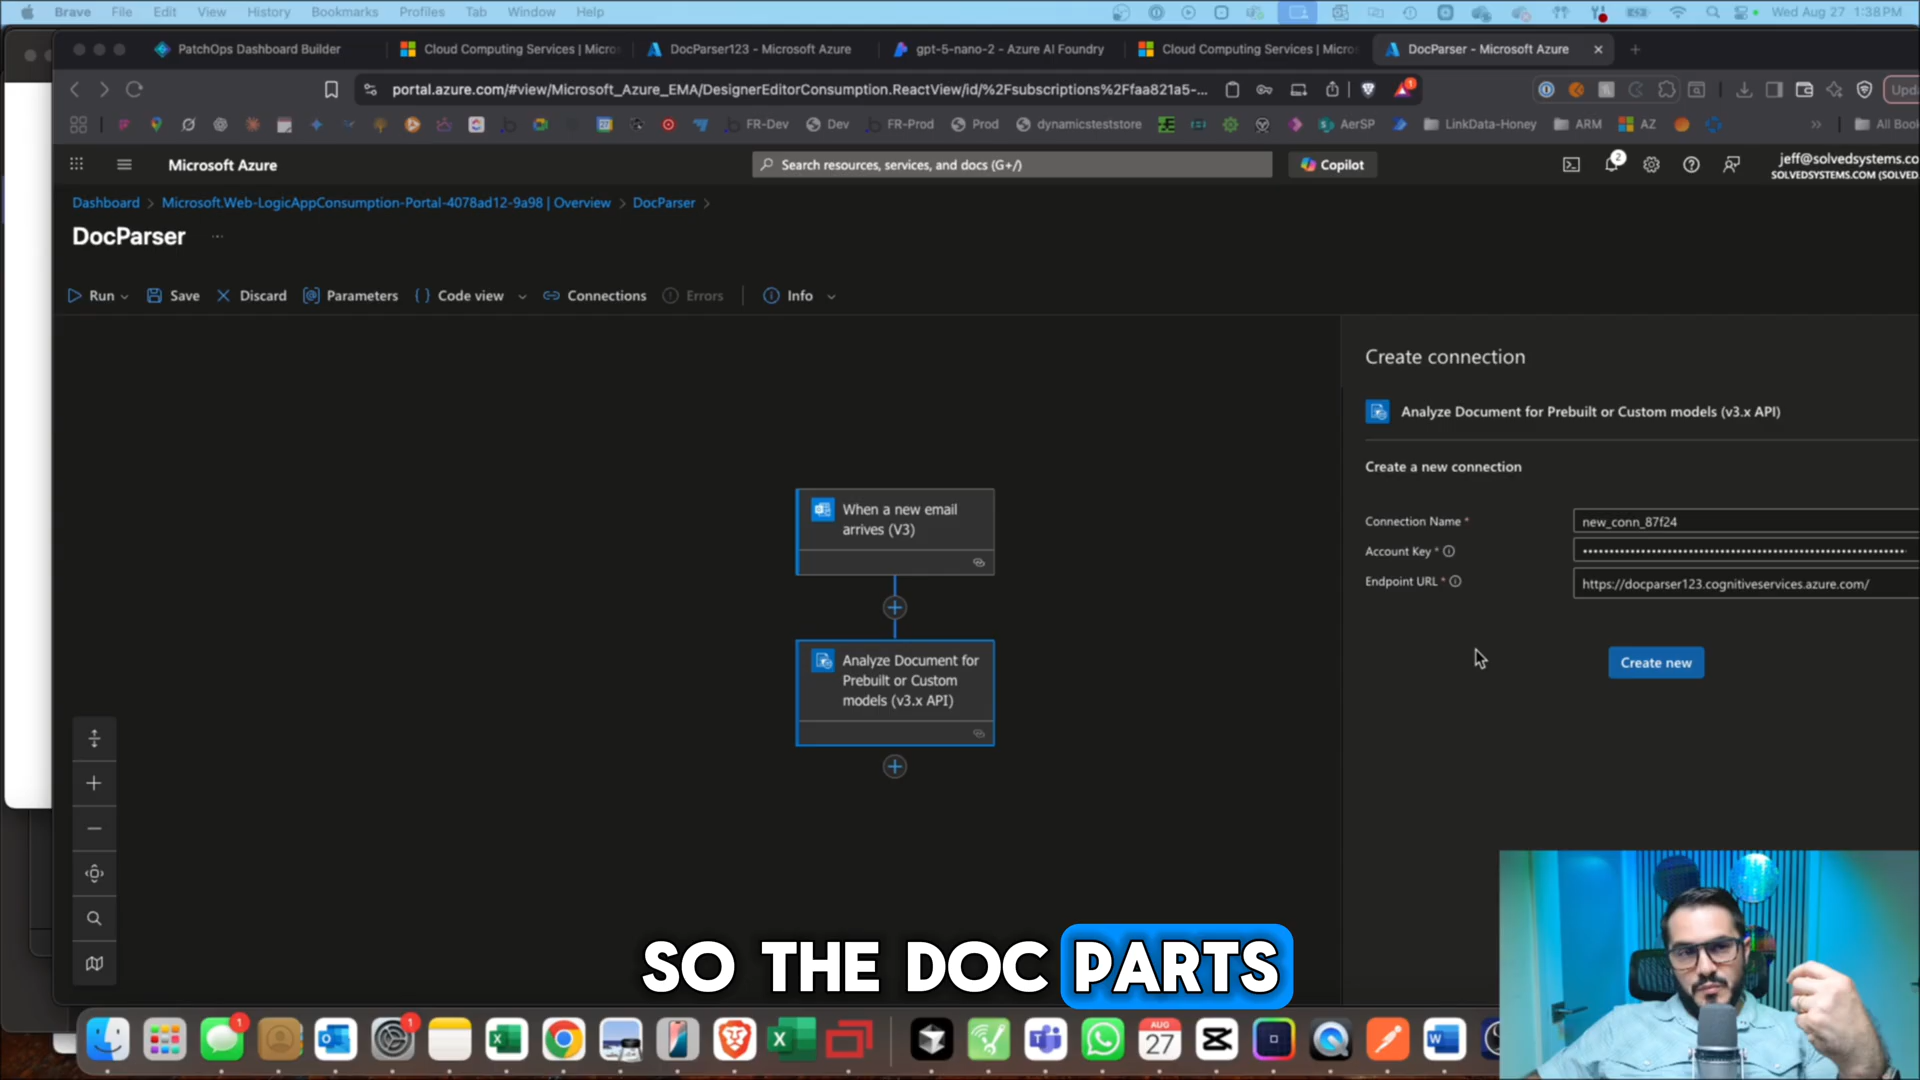 Brave File Edit View History Bookmarks Profiles Tab Window Help Wed Aug 27 1:38 PM
PatchOps Dashboard Builder Cloud Computing Services | Micro DocParser123 - Microsoft Azure gpt-5-nano-2 - Azure AI Foundry Cloud Computing Services | Micro DocParser - Microsoft Azure
portal.azure.com/#view/Microsoft_Azure_EMA/DesignerEditorConsumption.ReactView/id/%2Fsubscriptions%2Ffaa821a5-... 1 Upda
FR-Dev Dev FR-Prod Prod dynamicsteststore AerSP LinkData-Honey ARM AZ » All Book
Microsoft Azure Search resources, services, and docs (G+/) Copilot 2 jeff@solvedsystems.co
SOLVEDSYSTEMS.COM (SOLVED.
Dashboard > Microsoft.Web-LogicAppConsumption-Portal-4078ad12-9a98 | Overview > DocParser >
DocParser ...
Run Save Discard Parameters Code view Connections Errors Info
Create connection
Analyze Document for Prebuilt or Custom models (v3.x API)
Create a new connection
Connection Name * new_conn_87f24
Account Key *
Endpoint URL * https://docparser123.cognitiveservices.azure.com/
Create new
When a new email
arrives (V3)
Analyze Document for
Prebuilt or Custom
models (v3.x API)
SO THE DOC PARTS
1 1 AUG
27